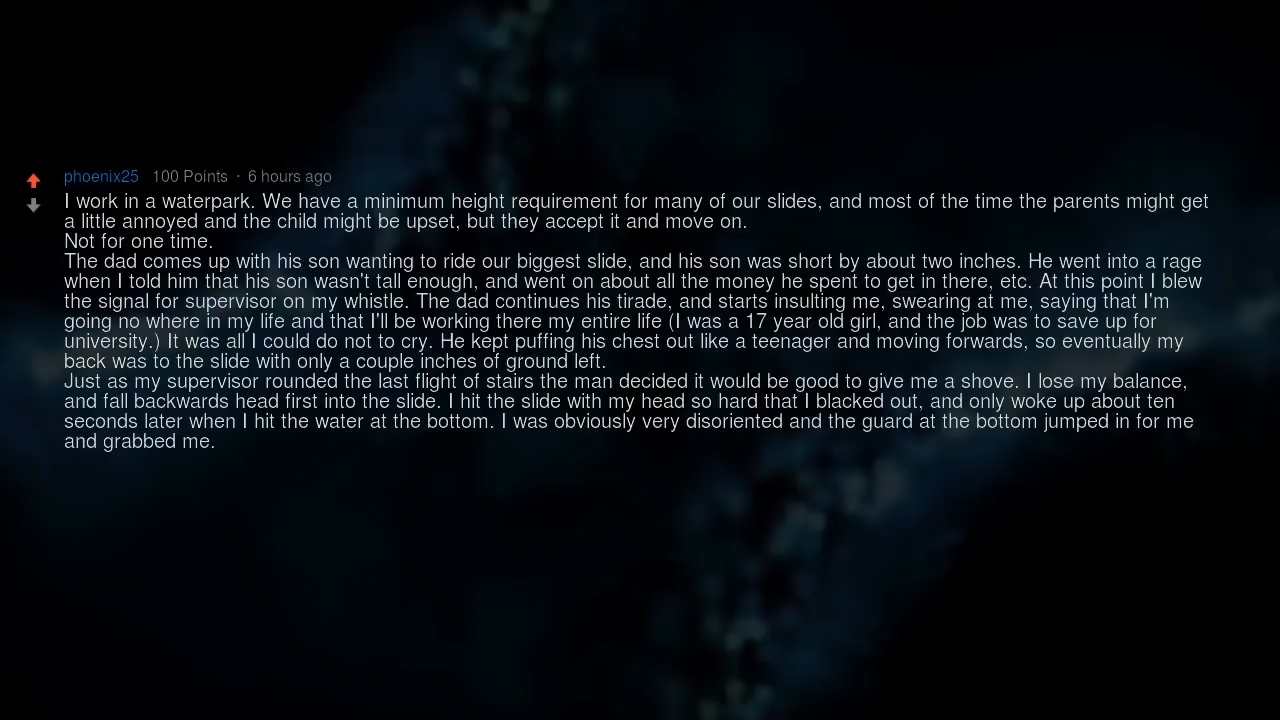 phoenix25 100 Points · 6 hours ago
I work in a waterpark. We have a minimum height requirement for many of our slides, and most of the time the parents might get
a little annoyed and the child might be upset, but they accept it and move on.
Not for one time.
The dad comes up with his son wanting to ride our biggest slide, and his son was short by about two inches. He went into a rage
when I told him that his son wasn't tall enough, and went on about all the money he spent to get in there, etc. At this point I blew
the signal for supervisor on my whistle. The dad continues his tirade, and starts insulting me, swearing at me, saying that I'm
going no where in my life and that I'll be working there my entire life (I was a 17 year old girl, and the job was to save up for
university.) It was all I could do not to cry. He kept puffing his chest out like a teenager and moving forwards, so eventually my
back was to the slide with only a couple inches of ground left.
Just as my supervisor rounded the last flight of stairs the man decided it would be good to give me a shove. I lose my balance,
and fall backwards head first into the slide. I hit the slide with my head so hard that I blacked out, and only woke up about ten
seconds later when I hit the water at the bottom. I was obviously very disoriented and the guard at the bottom jumped in for me
and grabbed me.